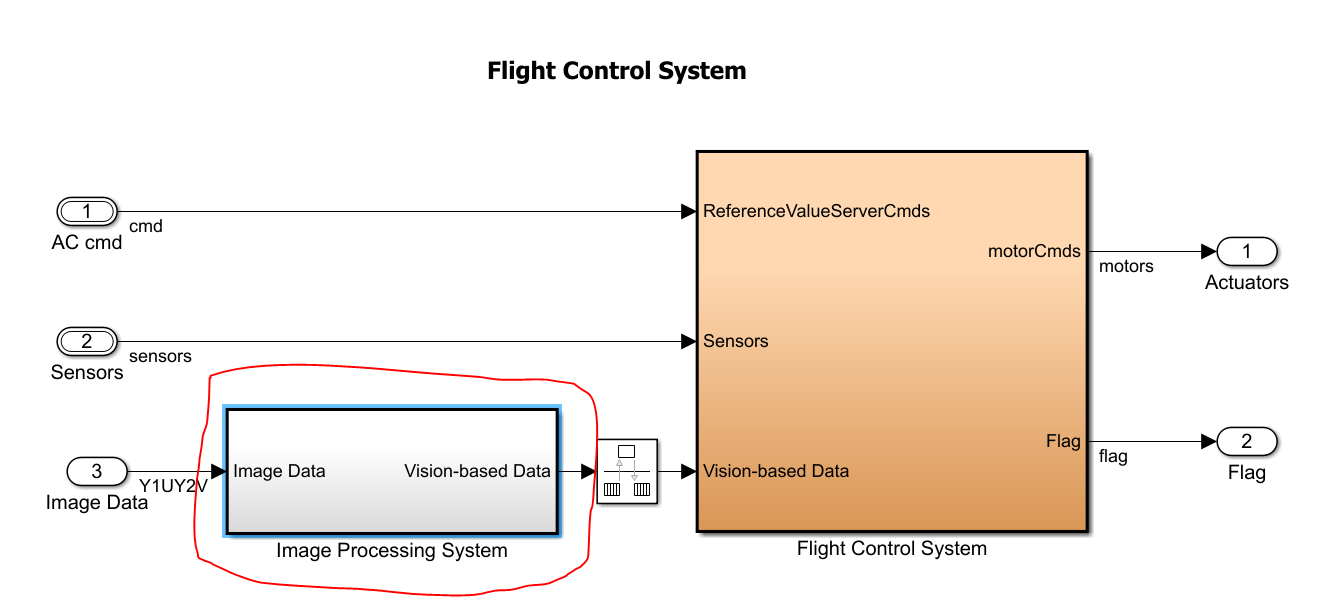 Flight Control System
1
cmd
AC cmd
ReferenceValueServerCmds
motorCmds
motors
1
Actuators
2
sensors
Sensors
Sensors
3
Y1UY2V
Image Data
Image Data
Vision-based Data
Image Processing System
Vision-based Data
Flag
flag
2
Flag
Flight Control System